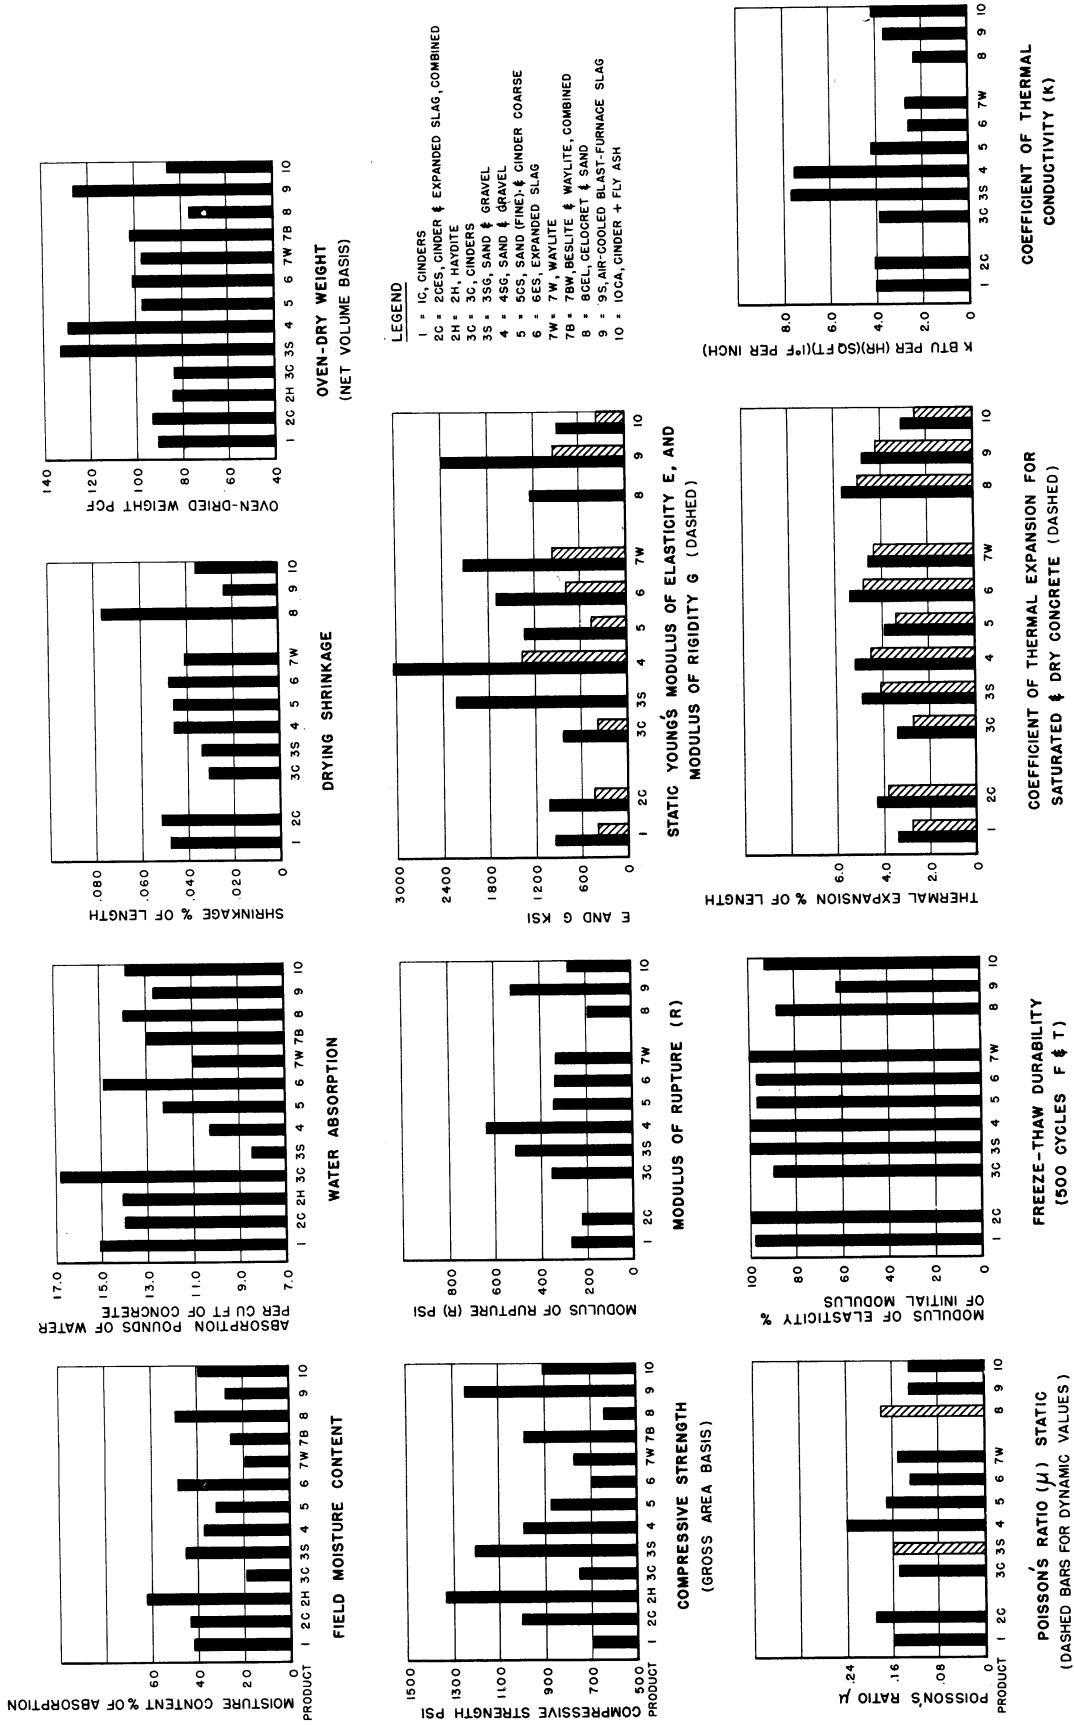 MOISTURE CONTENT % OF ABSORPTION
60
40
20
0
PRODUCT 1 2C 2H 3C 3S 4 5 6 7W 7B 8 9 10
FIELD MOISTURE CONTENT
ABSORPTION POUNDS OF WATER
PER CU FT OF CONCRETE
17.0
15.0
13.0
11.0
9.0
7.0
1 2C 2H 3C 3S 4 5 6 7W 7B 8 9 10
WATER ABSORPTION
SHRINKAGE % OF LENGTH
.080
.060
.040
.020
0
1 2C 3C 3S 4 5 6 7W 8 9 10
DRYING SHRINKAGE
OVEN-DRIED WEIGHT PCF
140
120
100
80
60
40
1 2C 2H 3C 3S 4 5 6 7W 7B 8 9 10
OVEN-DRY WEIGHT
(NET VOLUME BASIS)
COMPRESSIVE STRENGTH PSI
1500
1300
1100
900
700
500
PRODUCT 1 2C 2H 3C 3S 4 5 6 7W 7B 8 9 10
COMPRESSIVE STRENGTH
(GROSS AREA BASIS)
MODULUS OF RUPTURE (R) PSI
800
600
400
200
0
1 2C 3C 3S 4 5 6 7W 8 9 10
MODULUS OF RUPTURE (R)
E AND G KSI
3000
2400
1800
1200
600
0
1 2C 3C 3S 4 5 6 7W 8 9 10
STATIC YOUNG'S MODULUS OF ELASTICITY E, AND
MODULUS OF RIGIDITY G (DASHED)
LEGEND
1 = 1C, CINDERS
2C = 2CES, CINDER & EXPANDED SLAG, COMBINED
2H = 2H, HAYDITE
3C = 3C, CINDERS
3S = 3SG, SAND & GRAVEL
4 = 4SG, SAND & GRAVEL
5 = 5CS, SAND (FINE) & CINDER COARSE
6 = 6ES, EXPANDED SLAG
7W = 7W, WAYLITE
7B = 7BW, BESLITE & WAYLITE, COMBINED
8 = 8CEL, CELOCRET & SAND
9 = 9S, AIR-COOLED BLAST-FURNACE SLAG
10 = 10CA, CINDER + FLY ASH
POISSON'S RATIO μ
.24
.16
.08
0
PRODUCT 1 2C 3C 3S 4 5 6 7W 8 9 10
POISSON'S RATIO (μ) STATIC
(DASHED BARS FOR DYNAMIC VALUES)
MODULUS OF ELASTICITY %
OF INITIAL MODULUS
100
80
60
40
20
0
1 2C 3C 3S 4 5 6 7W 8 9 10
FREEZE-THAW DURABILITY
(500 CYCLES F & T)
THERMAL EXPANSION % OF LENGTH
8.0
6.0
4.0
2.0
0
1 2C 3C 3S 4 5 6 7W 8 9 10
COEFFICIENT OF THERMAL EXPANSION FOR
SATURATED & DRY CONCRETE (DASHED)
K BTU PER (HR)(SQ FT)(1°F PER INCH)
8.0
6.0
4.0
2.0
0
1 2C 3C 3S 4 5 6 7W 8 9 10
COEFFICIENT OF THERMAL
CONDUCTIVITY (K)